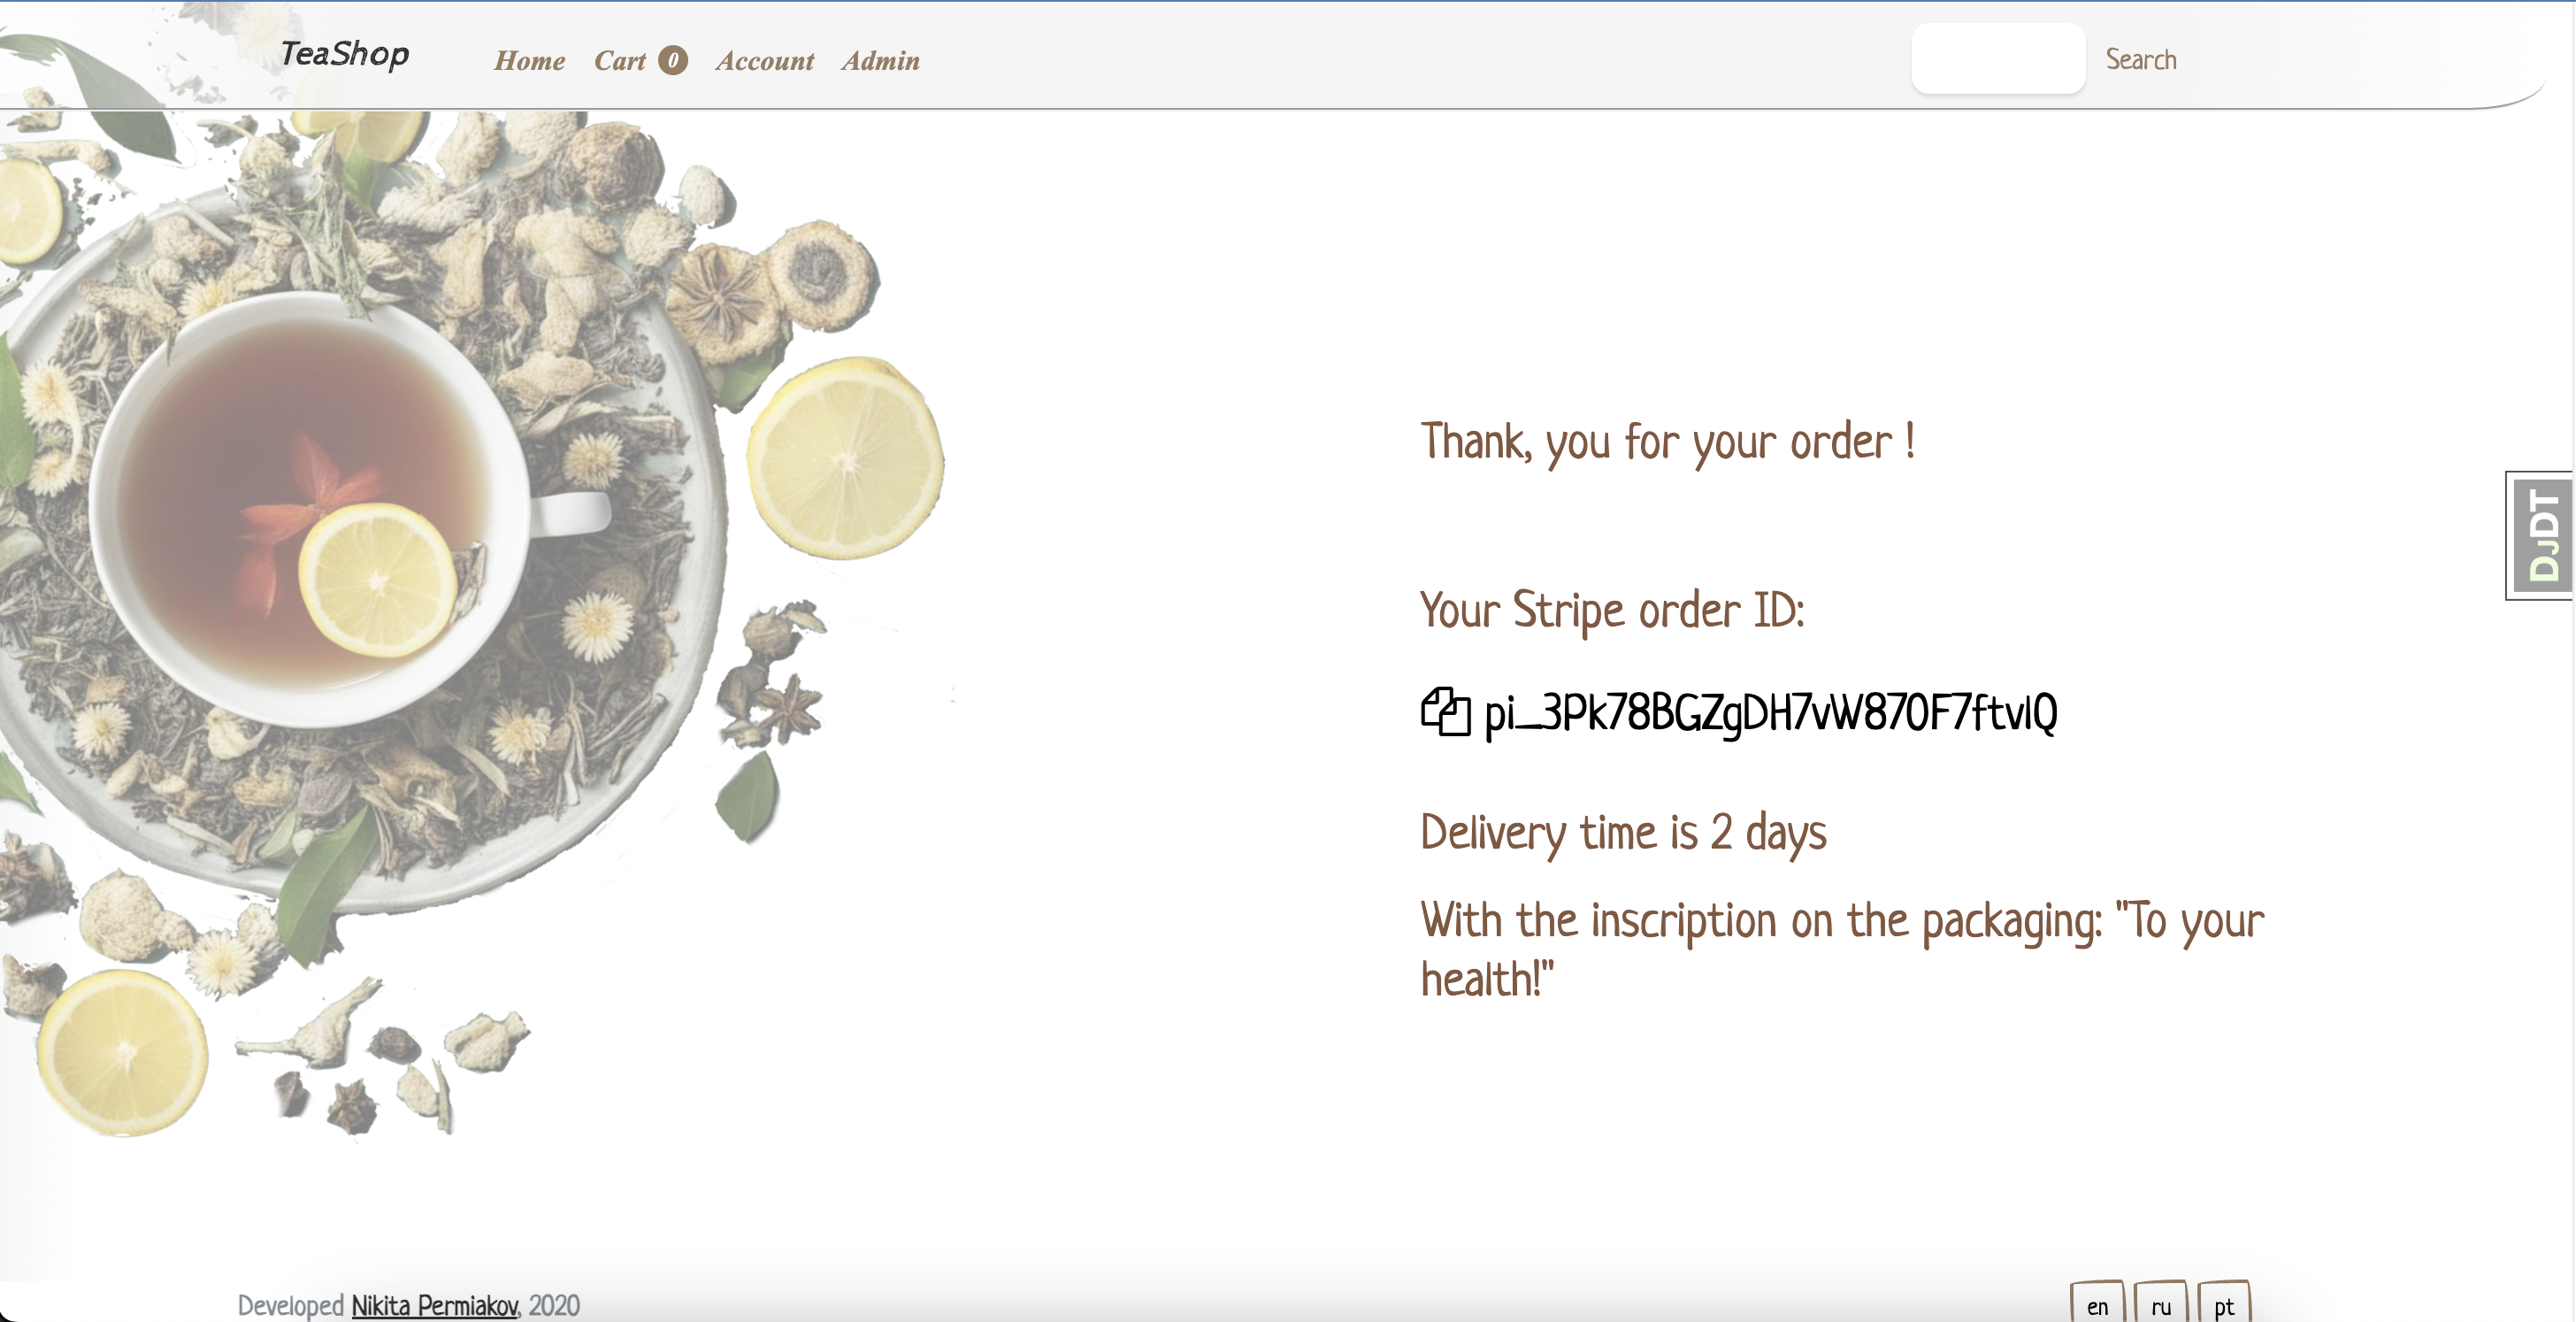 TeaShop Home Cart 0 Account Admin Search
Thank, you for your order !
Your Stripe order ID:
pi_3Pk78BGZgDH7vW870F7ftvlQ
Delivery time is 2 days
With the inscription on the packaging: "To your
health!"
DJDT
Developed Nikita Permiakov, 2020
en ru pt